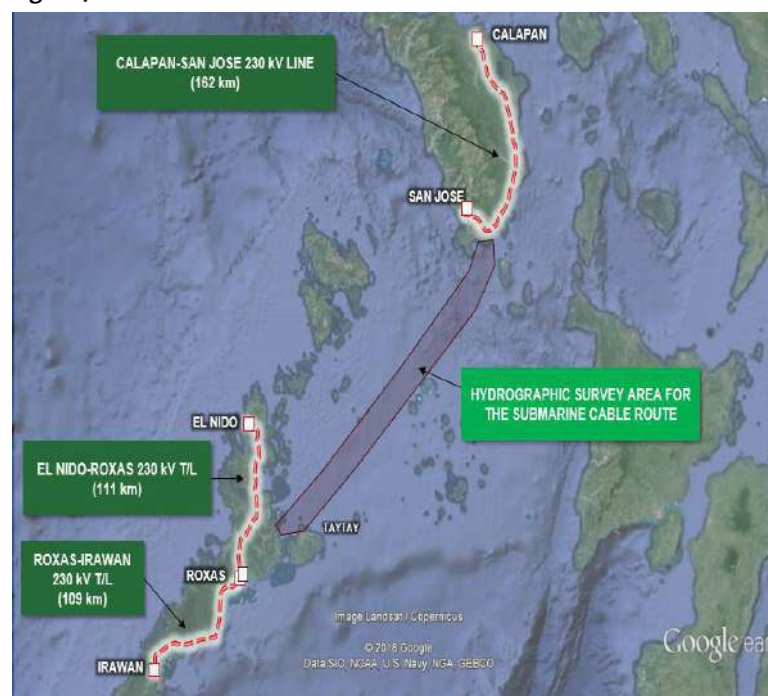 CALAPAN
CALAPAN-SAN JOSE 230 kV LINE
(162 km)
SAN JOSE
HYDROGRAPHIC SURVEY AREA FOR
THE SUBMARINE CABLE ROUTE
EL NIDO
EL NIDO-ROXAS 230 kV T/L
(111 km)
TAYTAY
ROXAS-IRAWAN
230 kV T/L
(109 km)
ROXAS
IRAWAN
Image Landsat / Copernicus
© 2018 Google
Data SIO, NOAA, U.S. Navy, NGA, GEBCO
Google ear